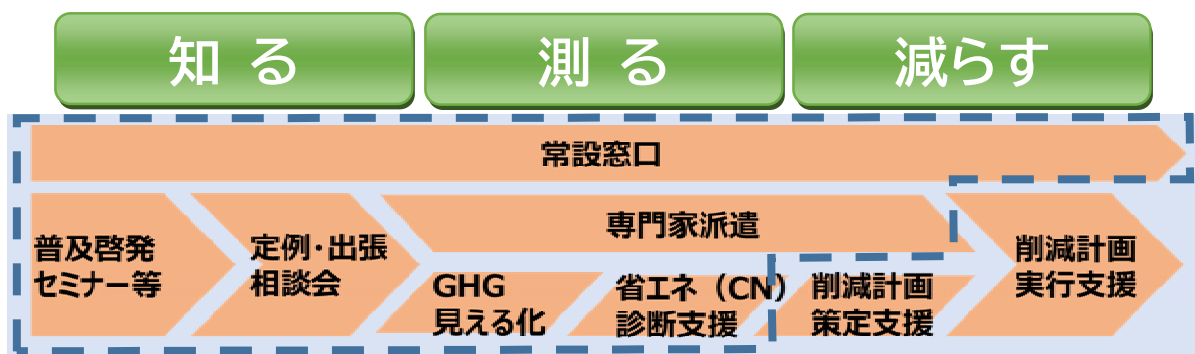 知る
測る
減らす
常設窓口
普及啓発
セミナー等
定例・出張
相談会
専門家派遣
GHG
見える化
省エネ（CN）
診断支援
削減計画
策定支援
削減計画
実行支援